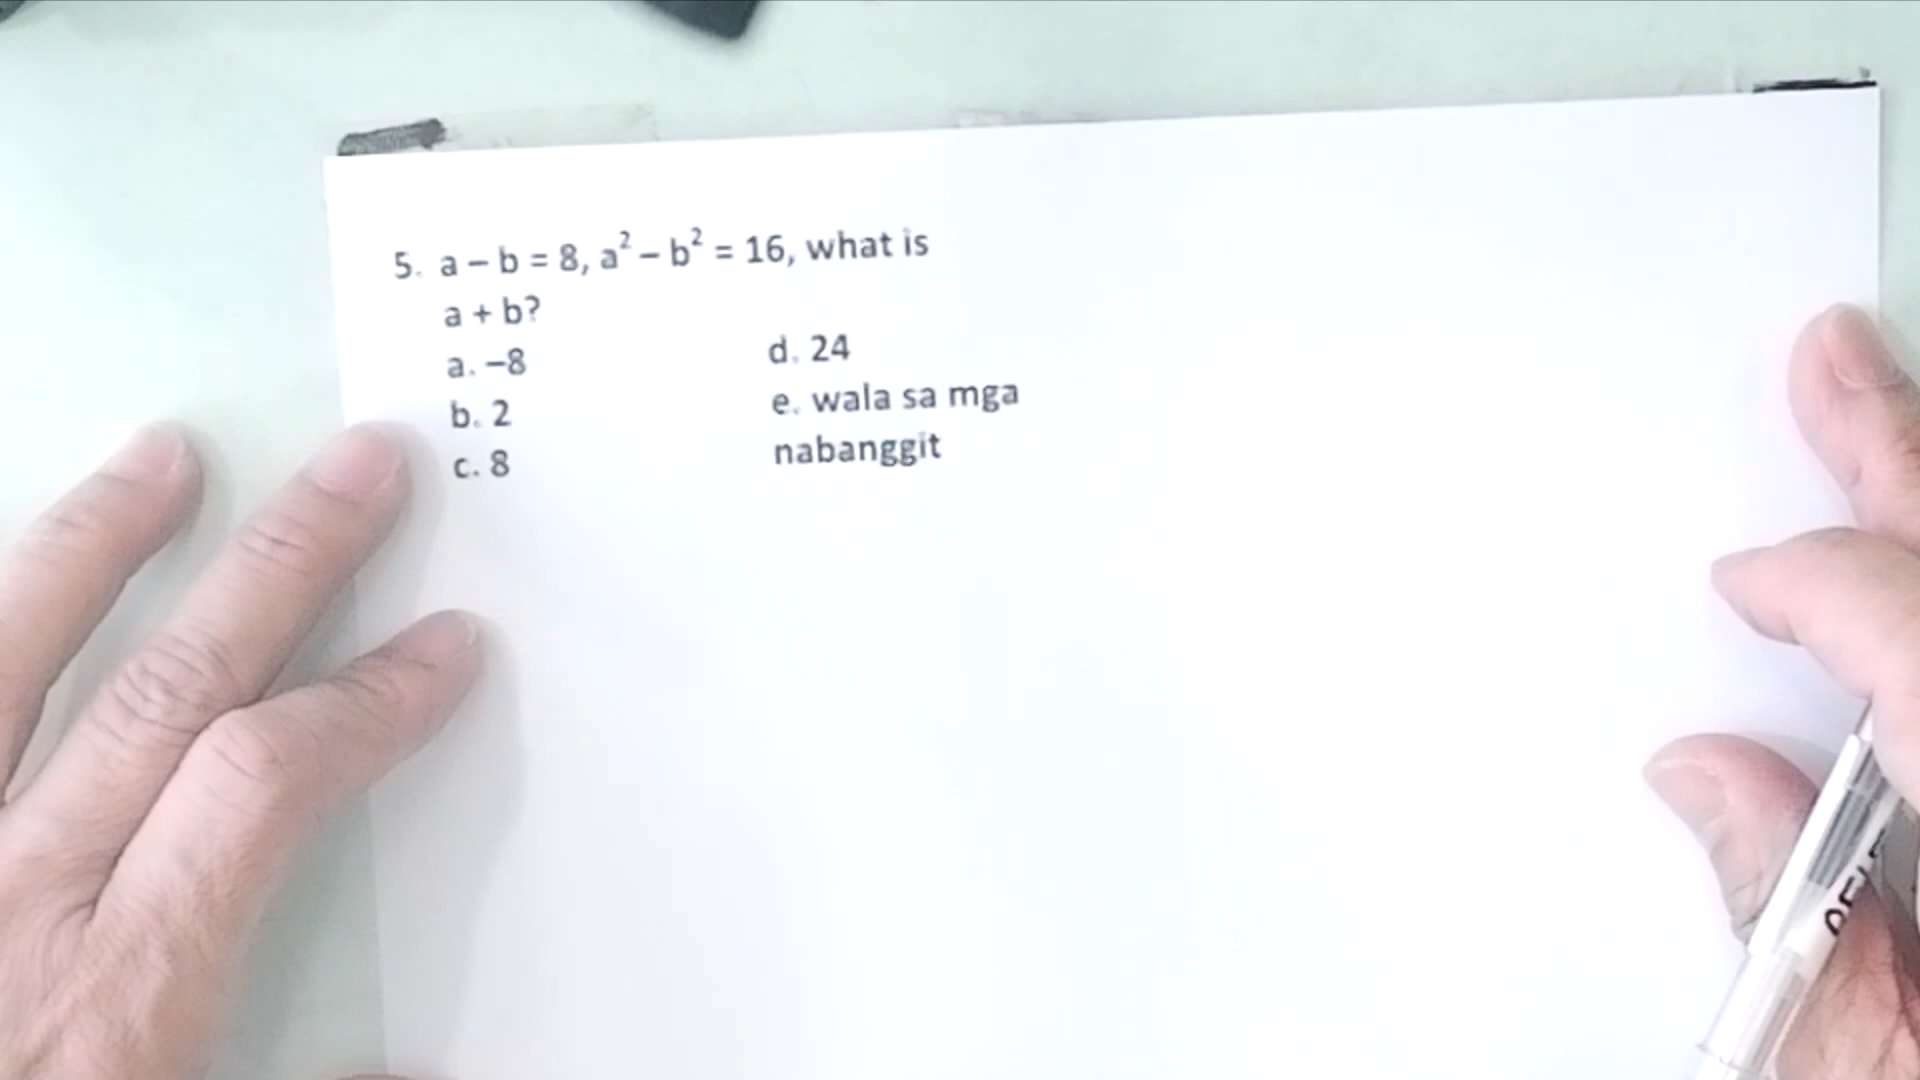 5. a – b = 8, a² – b² = 16, what is
a + b?
a. –8
b. 2
c. 8
d. 24
e. wala sa mga
nabanggit